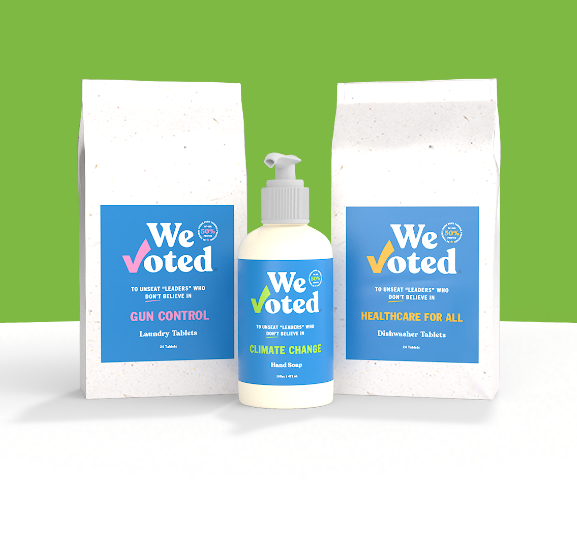 We
Voted
TO UNSEAT "LEADERS" WHO
DON'T BELIEVE IN
GUN CONTROL
Laundry Tablets
We
Voted
TO UNSEAT "LEADERS" WHO
DON'T BELIEVE IN
CLIMATE CHANGE
Hand Soap
We
Voted
50%
TO UNSEAT "LEADERS" WHO
DON'T BELIEVE IN
HEALTHCARE FOR ALL
Dishwasher Tablets